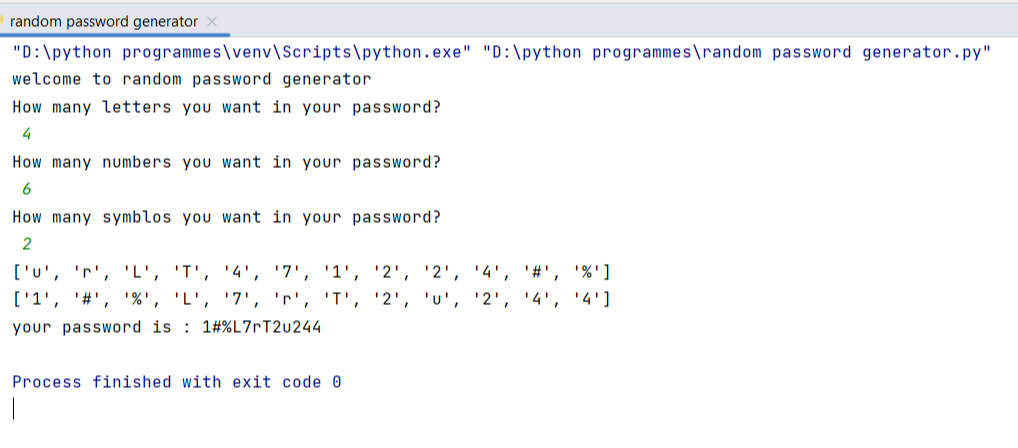 random password generator
"D:\python programmes\venv\Scripts\python.exe" "D:\python programmes\random password generator.py"
welcome to random password generator
How many letters you want in your password?
4
How many numbers you want in your password?
6
How many symblos you want in your password?
2
['u', 'r', 'L', 'T', '4', '7', '1', '2', '2', '4', '#', '%']
['1', '#', '%', 'L', '7', 'r', 'T', '2', 'u', '2', '4', '4']
your password is : 1#%L7rT2u244
Process finished with exit code 0